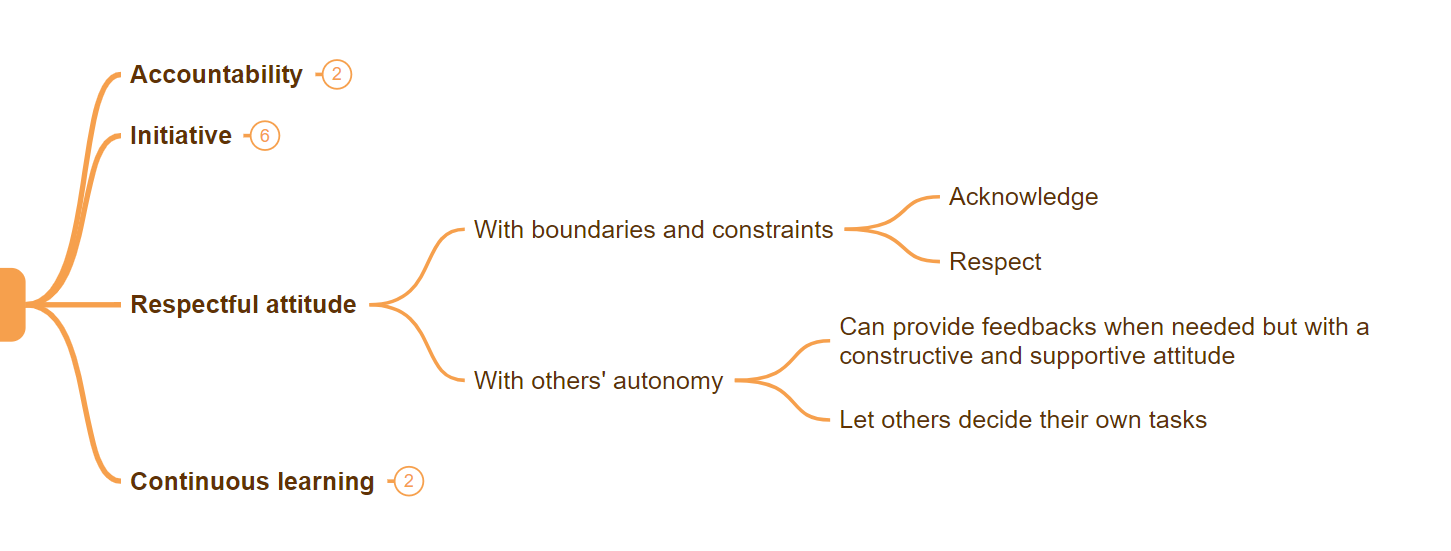 Accountability 2
Initiative 6
Respectful attitude
With boundaries and constraints
Acknowledge
Respect
With others' autonomy
Can provide feedbacks when needed but with a
constructive and supportive attitude
Let others decide their own tasks
Continuous learning 2